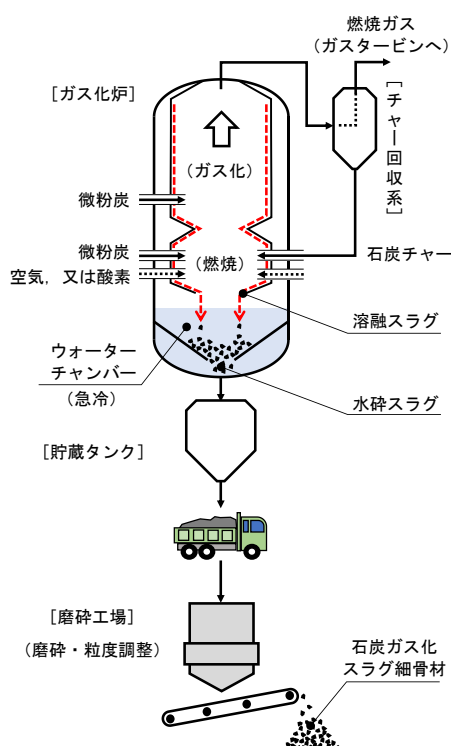 燃焼ガス
(ガスタービンへ)
[ガス化炉]
[チャー回収系]
(ガス化)
微粉炭
微粉炭
(燃焼)
石炭チャー
空気，又は酸素
溶融スラグ
ウォーター
チャンバー
(急冷)
水砕スラグ
[貯蔵タンク]
[磨砕工場]
(磨砕・粒度調整)
石炭ガス化
スラグ細骨材